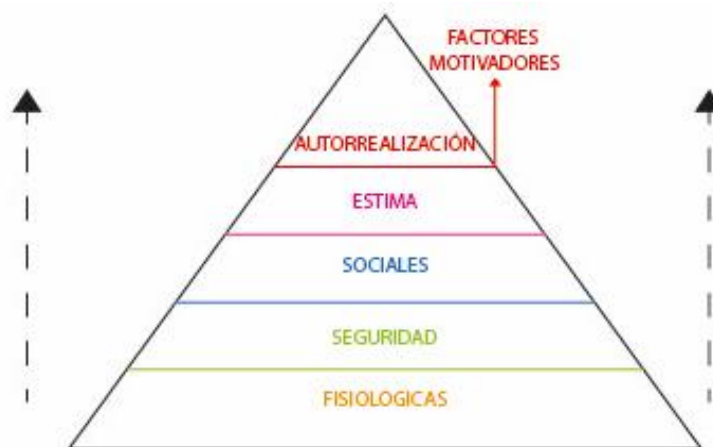 FACTORES
MOTIVADORES
AUTORREALIZACIÓN
ESTIMA
SOCIALES
SEGURIDAD
FISIOLOGICAS